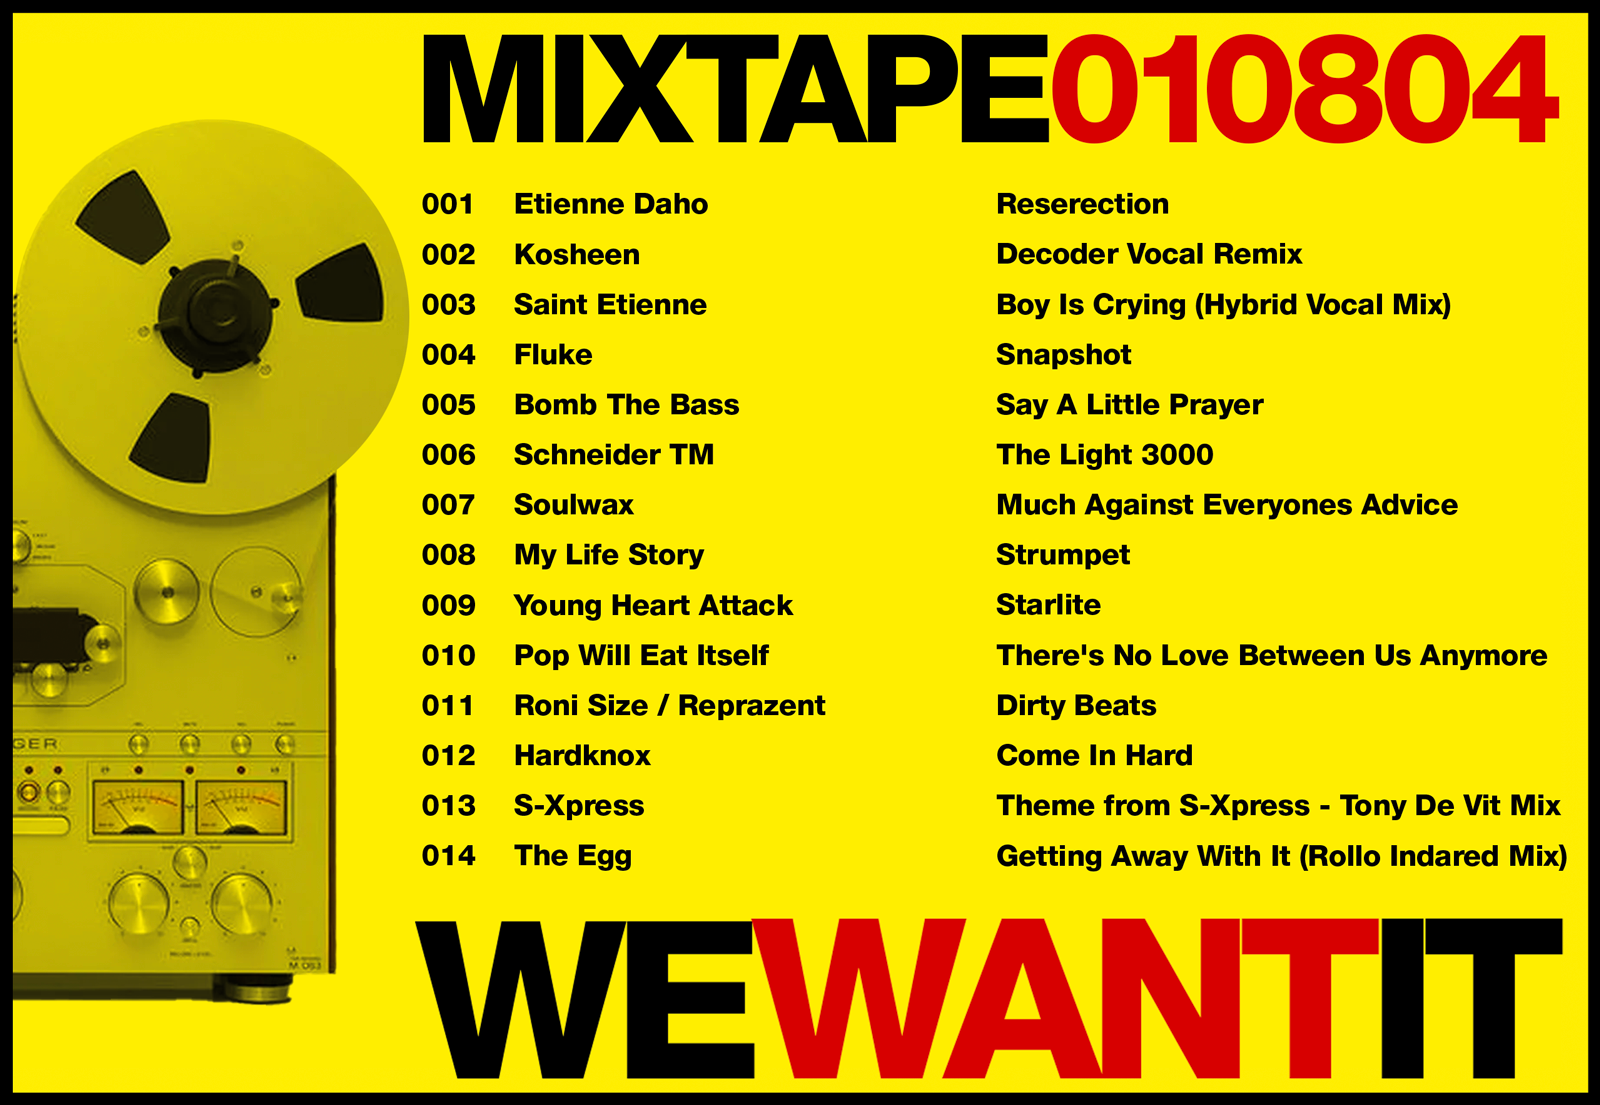 MIXTAPE010804
001 Etienne Daho Reserection
002 Kosheen Decoder Vocal Remix
003 Saint Etienne Boy Is Crying (Hybrid Vocal Mix)
004 Fluke Snapshot
005 Bomb The Bass Say A Little Prayer
006 Schneider TM The Light 3000
007 Soulwax Much Against Everyones Advice
008 My Life Story Strumpet
009 Young Heart Attack Starlite
010 Pop Will Eat Itself There's No Love Between Us Anymore
011 Roni Size / Reprazent Dirty Beats
012 Hardknox Come In Hard
013 S-Xpress Theme from S-Xpress - Tony De Vit Mix
014 The Egg Getting Away With It (Rollo Indared Mix)
GER
VU VU
WEWANTIT